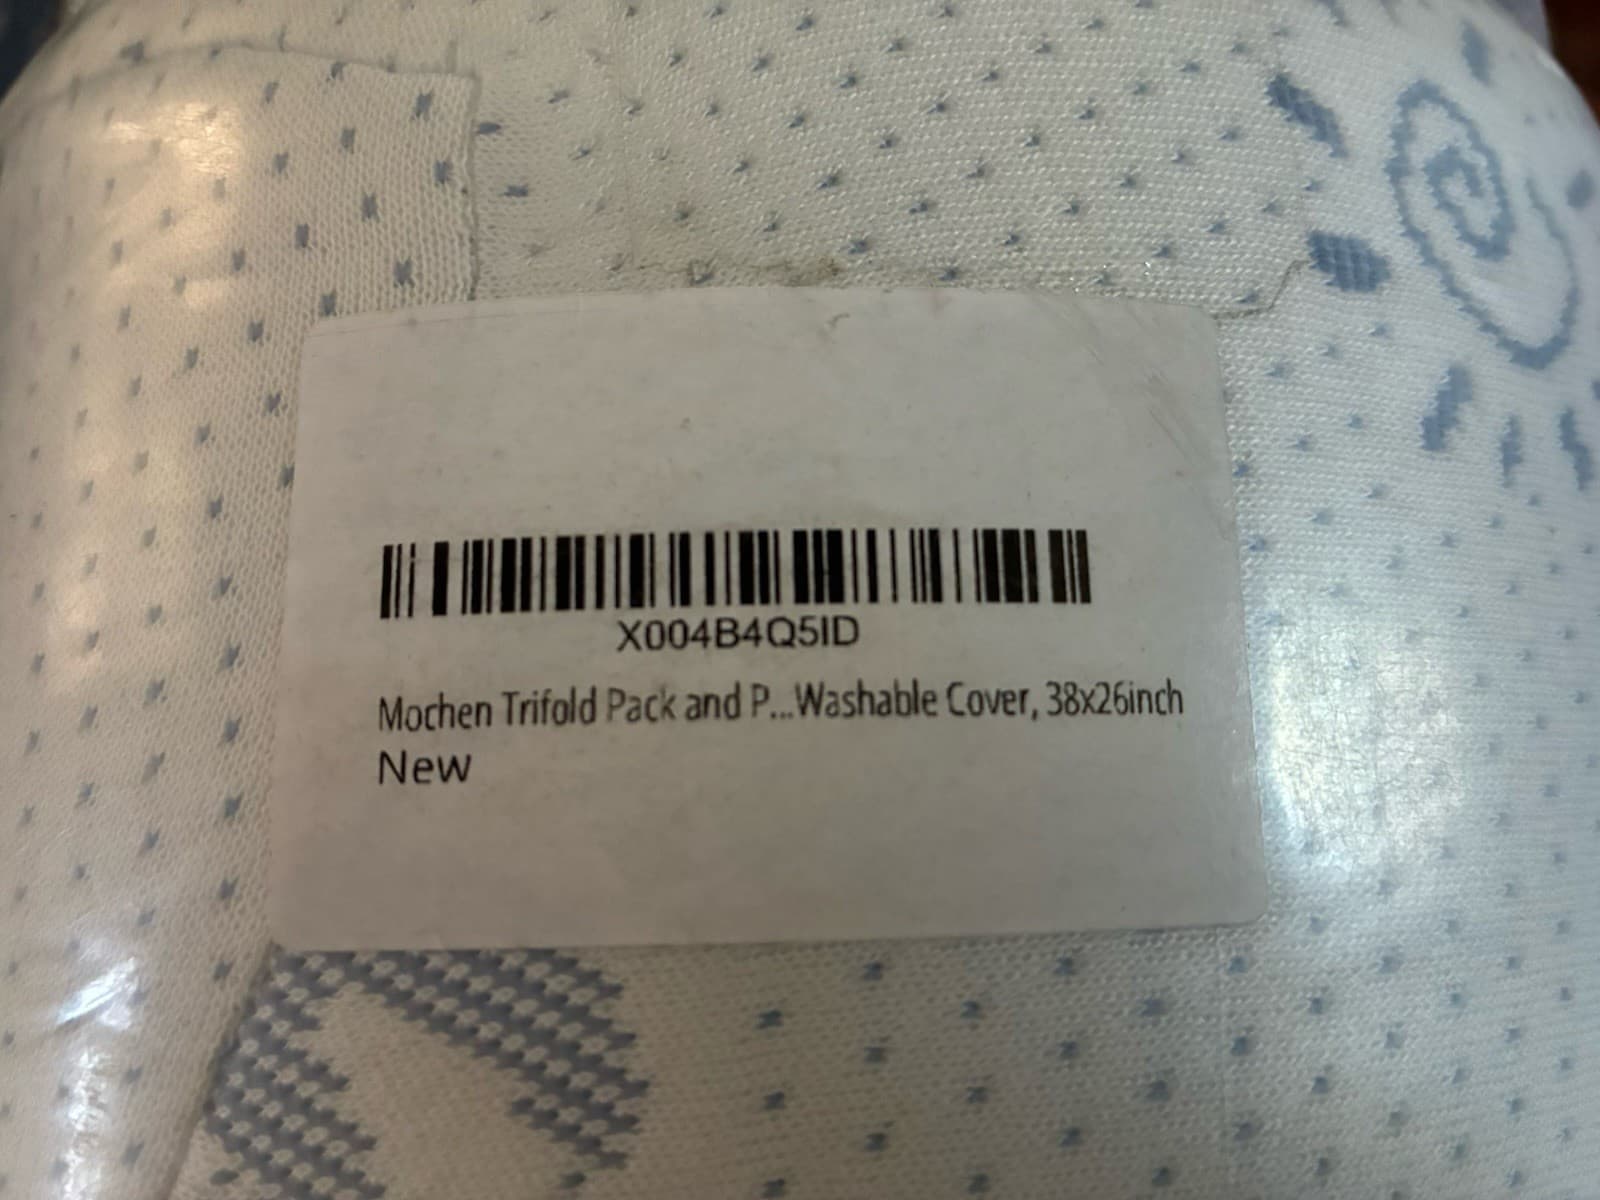 X004B4Q5ID
Mochen Trifold Pack and P...Washable Cover, 38x26inch
New